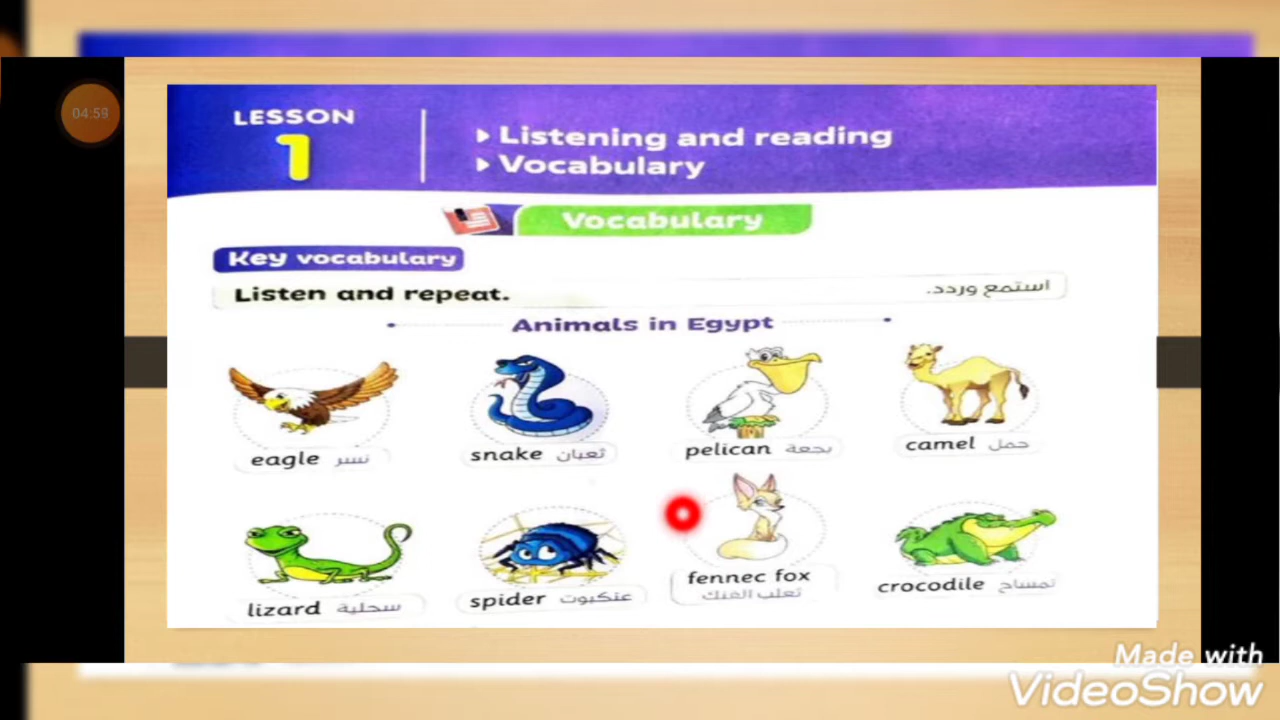 04:59
LESSON
1
Listening and reading
Vocabulary
Vocabulary
Key vocabulary
Listen and repeat. استمع وردد.
Animals in Egypt
eagle نسر
snake ثعبان
pelican بجعة
camel جمل
lizard سحلية
spider عنكبوت
fennec fox
ثعلب الفنك
crocodile تمساح
Made with
VideoShow